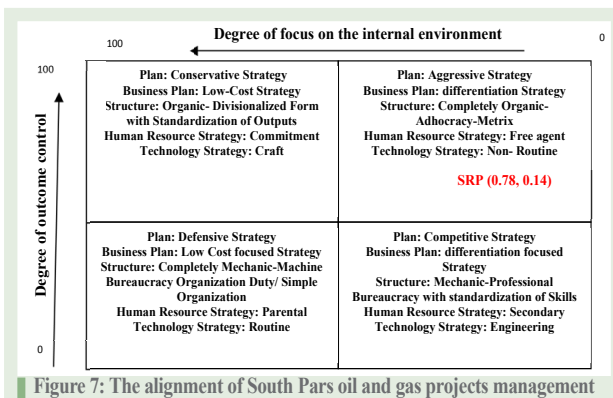 Degree of focus on the internal environment
100
0
100
Degree of outcome control
0
Plan: Conservative Strategy
Business Plan: Low-Cost Strategy
Structure: Organic- Divisionalized Form
with Standardization of Outputs
Human Resource Strategy: Commitment
Technology Strategy: Craft
Plan: Aggressive Strategy
Business Plan: differentiation Strategy
Structure: Completely Organic-
Adhocracy-Metrix
Human Resource Strategy: Free agent
Technology Strategy: Non- Routine
SRP (0.78, 0.14)
Plan: Defensive Strategy
Business Plan: Low Cost focused Strategy
Structure: Completely Mechanic-Machine
Bureaucracy Organization Duty/ Simple
Organization
Human Resource Strategy: Parental
Technology Strategy: Routine
Plan: Competitive Strategy
Business Plan: differentiation focused
Strategy
Structure: Mechanic-Professional
Bureaucracy with standardization of Skills
Human Resource Strategy: Secondary
Technology Strategy: Engineering
Figure 7: The alignment of South Pars oil and gas projects management